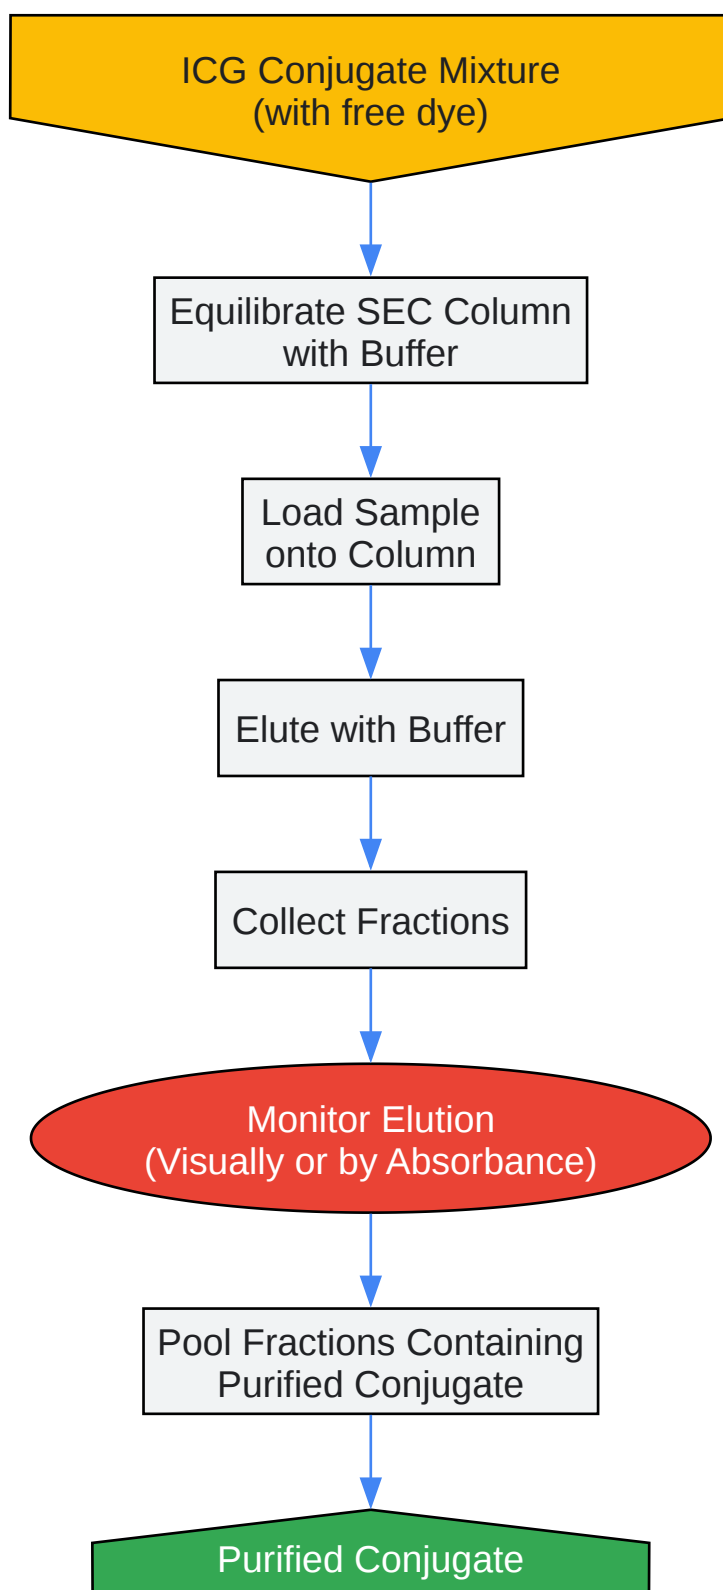 ICG Conjugate Mixture
(with free dye)
Equilibrate SEC Column
with Buffer
Load Sample
onto Column
Elute with Buffer
Collect Fractions
Monitor Elution
(Visually or by Absorbance)
Pool Fractions Containing
Purified Conjugate
Purified Conjugate